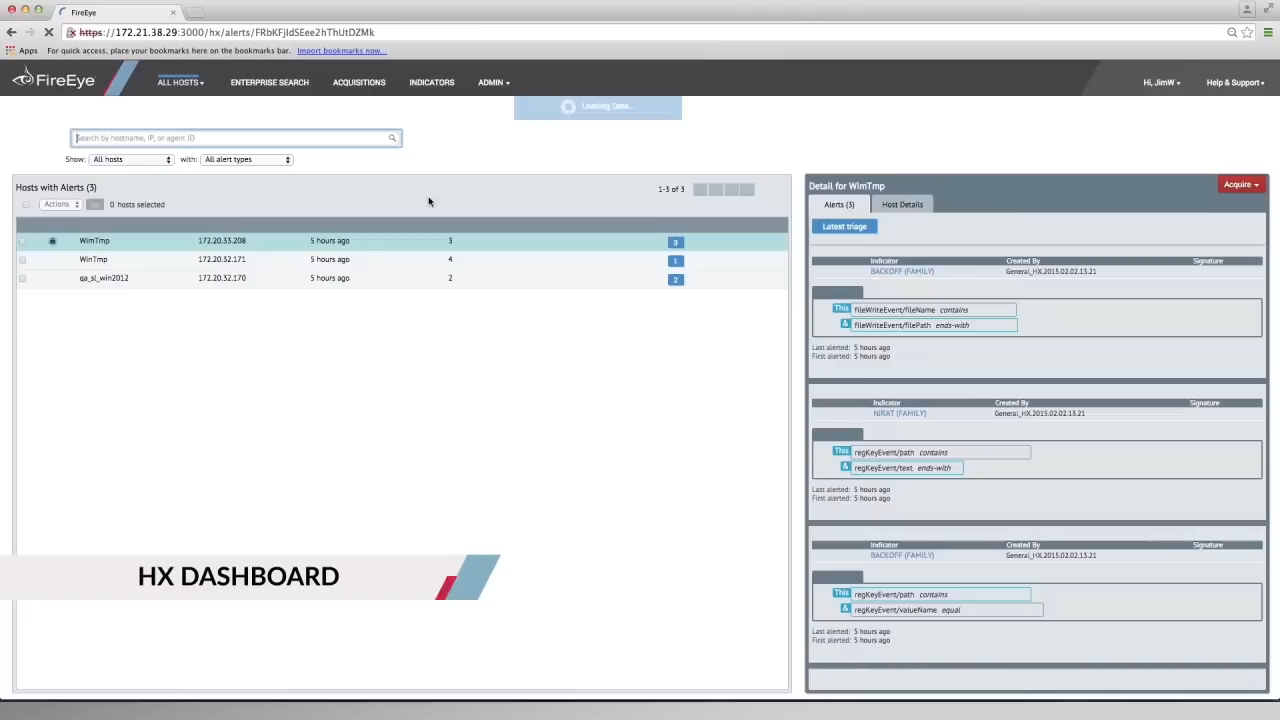 FireEye
https://172.21.38.29:3000/hx/alerts/FRbKFjIdSEee2hThUtDZMk
Apps For quick access, place your bookmarks here on the bookmarks bar. Import bookmarks now...
FireEye ALL HOSTS ENTERPRISE SEARCH ACQUISITIONS INDICATORS ADMIN Hi, JimW Help & Support
Loading Data...
Search by hostname, IP, or agent ID
Show: All hosts with: All alert types
Hosts with Alerts (3) 1-3 of 3
Actions 0 hosts selected
WimTmp 172.20.33.208 5 hours ago 3 3
WinTmp 172.20.32.171 5 hours ago 4 1
qa_sl_win2012 172.20.32.170 5 hours ago 2 2
Detail for WimTmp Acquire
Alerts (3) Host Details
Latest triage
Indicator Created By Signature
BACKOFF (FAMILY) General_HX.2015.02.02.13.21
This fileWriteEvent/fileName contains
& fileWriteEvent/filePath ends-with
Last alerted: 5 hours ago
First alerted: 5 hours ago
Indicator Created By Signature
NJRAT (FAMILY) General_HX.2015.02.02.13.21
This regKeyEvent/path contains
& regKeyEvent/text ends-with
Last alerted: 5 hours ago
First alerted: 5 hours ago
Indicator Created By Signature
BACKOFF (FAMILY) General_HX.2015.02.02.13.21
This regKeyEvent/path contains
& regKeyEvent/valueName equal
Last alerted: 5 hours ago
First alerted: 5 hours ago
HX DASHBOARD